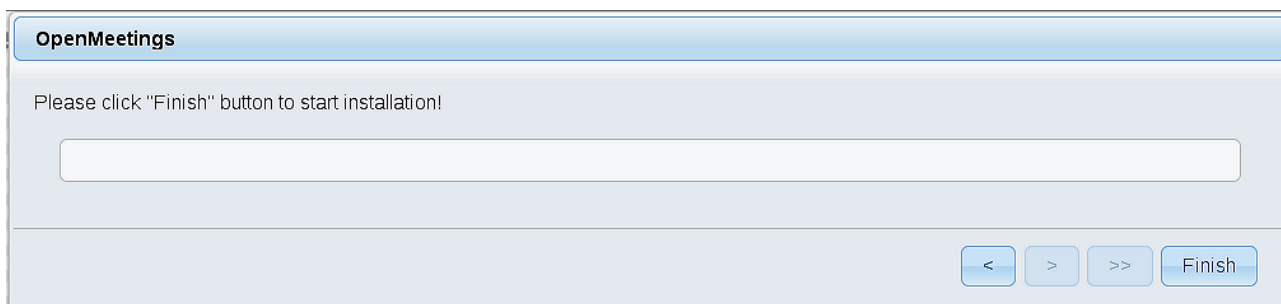 OpenMeetings
Please click "Finish" button to start installation!
< > >> Finish